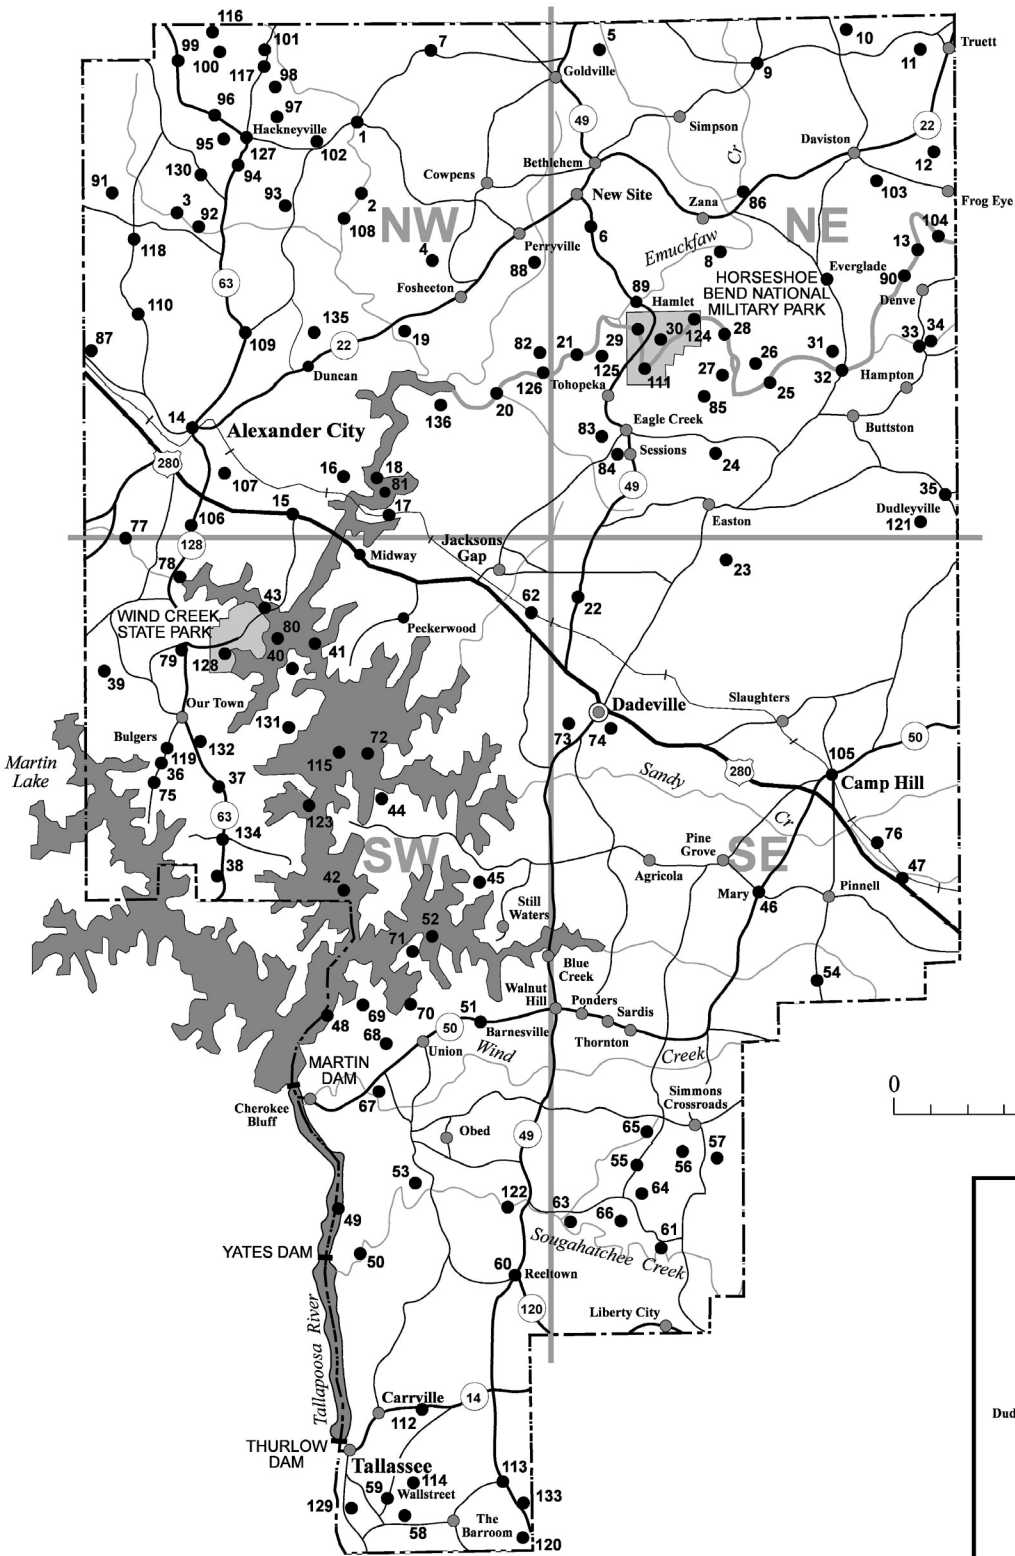 116
99
101
100
117
98
7
5
10
11
Truett
9
Goldville
96
97
Hackneyville
1
95
127
102
49
Simpson
Cr
Daviston
22
12
130
94
Bethlehem
Cowpens
91
93
New Site
103
Frog Eye
3
92
2
108
NW
Zana
86
NE
104
118
4
Perryville
6
Emuckfaw
8
13
88
Everglade
90
63
Fosheeton
89
Hamlet
HORSESHOE
BEND NATIONAL
MILITARY PARK
Denve
110
135
22
19
109
87
82
21
29
30
124
28
31
33
34
125
111
27
26
32
Duncan
126
Tohopeka
25
Hampton
136
20
85
14
Alexander City
Buttston
83
Eagle Creek
280
84
Sessions
24
107
16
18
81
49
35
15
17
Easton
Dudleyville
121
106
77
128
Jacksons
Gap
Midway
23
78
43
62
22
WIND CREEK
STATE PARK
80
Peckerwood
79
128
40
41
39
Our Town
Dadeville
Slaughters
131
73
74
50
Bulgers
132
72
105
119
115
Martin
Lake
36
75
37
Sandy
280
Camp Hill
44
63
123
Cr
134
76
SW
Pine
Grove
SE
47
38
42
45
Agricola
Mary
46
Pinnell
Still
Waters
52
71
Blue
Creek
54
Walnut
Hill
Ponders
Sardis
Thornton
48
69
70
51
Barnesville
68
50
Union
Wind
Creek
MARTIN
DAM
67
Simmons
Crossroads
0
Cherokee
Bluff
Obed
49
65
57
55
56
53
122
63
64
66
49
61
Sougahatchee Creek
YATES DAM
50
60
Reeltown
120
Liberty City
Tallapoosa River
Carrville
14
112
Dud
THURLOW
DAM
Tallassee
113
59
114
Wallstreet
133
129
58
The
Barroom
120